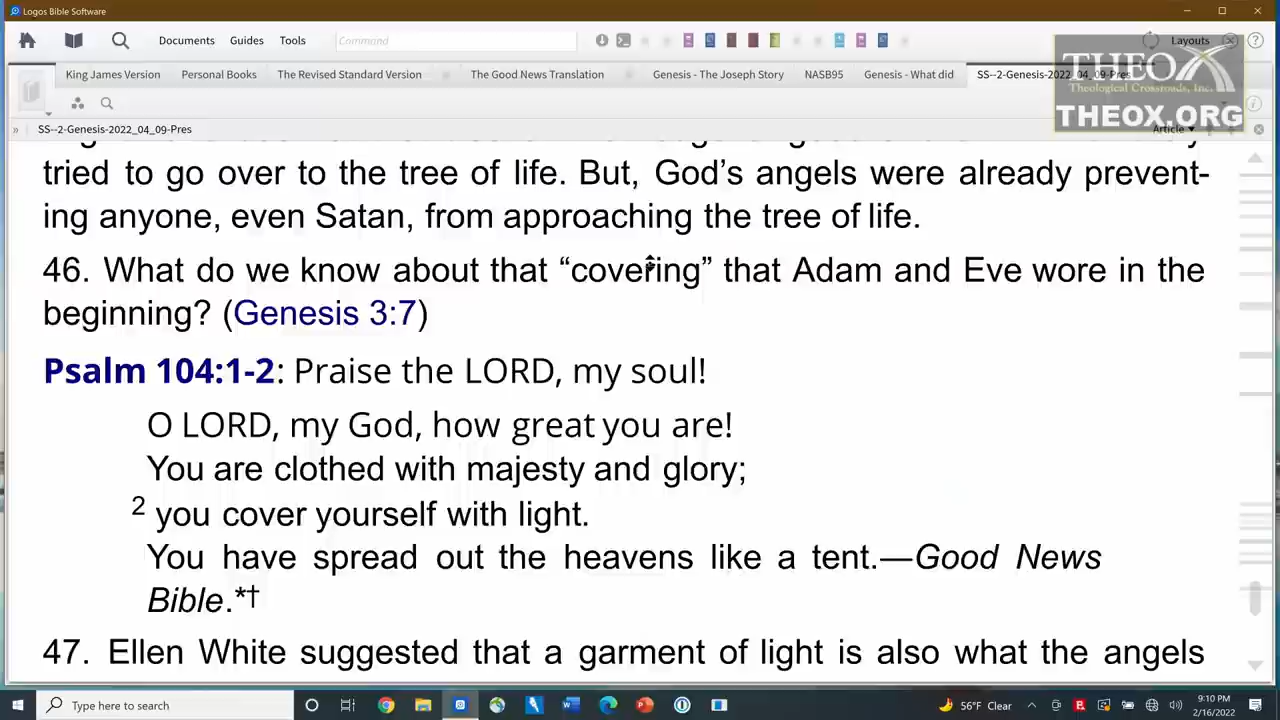 Logos Bible Software
Documents Guides Tools Command Layouts
King James Version Personal Books The Revised Standard Version The Good News Translation Genesis - The Joseph Story NASB95 Genesis - What did SS--2-Genesis-2022_04_09-Pres
THEOX
Theological Crossroads, Inc.
THEOX.ORG
SS--2-Genesis-2022_04_09-Pres Article
tried to go over to the tree of life. But, God’s angels were already prevent-
ing anyone, even Satan, from approaching the tree of life.
46. What do we know about that “covering” that Adam and Eve wore in the
beginning? (Genesis 3:7)
Psalm 104:1-2: Praise the LORD, my soul!
O LORD, my God, how great you are!
You are clothed with majesty and glory;
2 you cover yourself with light.
You have spread out the heavens like a tent.—Good News
Bible.*†
47. Ellen White suggested that a garment of light is also what the angels
Type here to search 56°F Clear 9:10 PM
2/16/2022